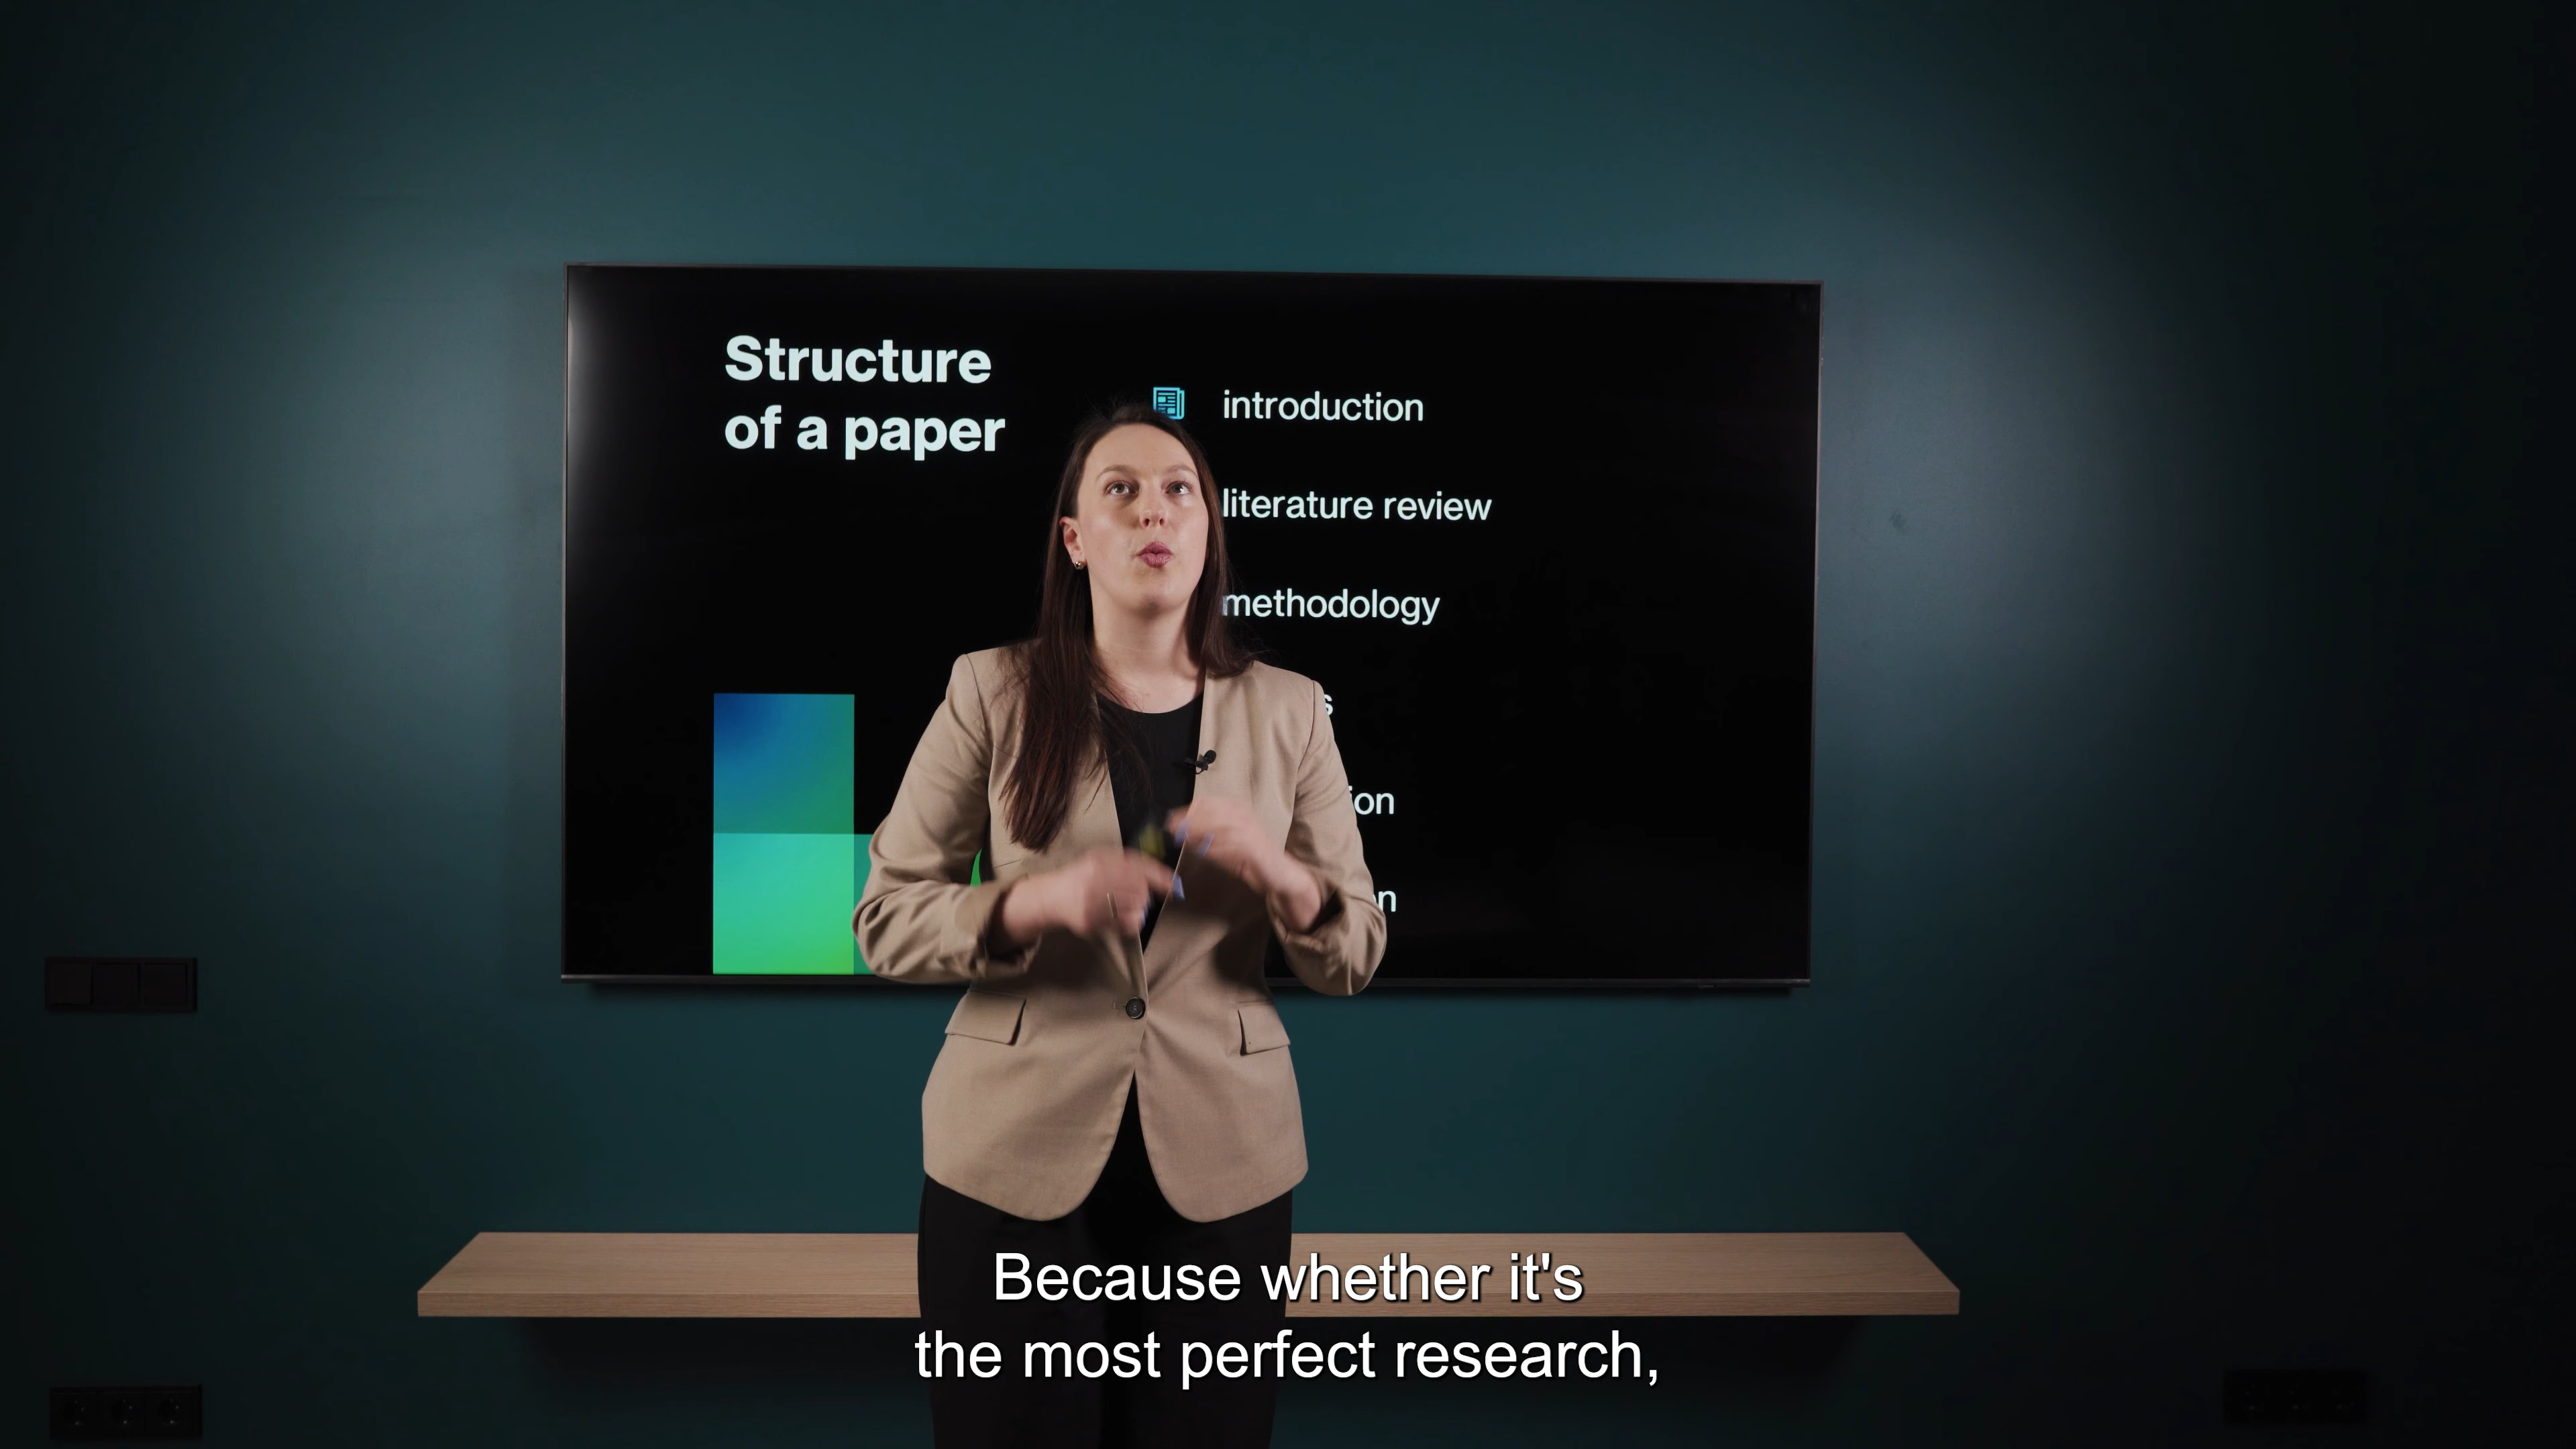 Structure
of a paper
introduction
literature review
methodology
Because whether it's
the most perfect research,